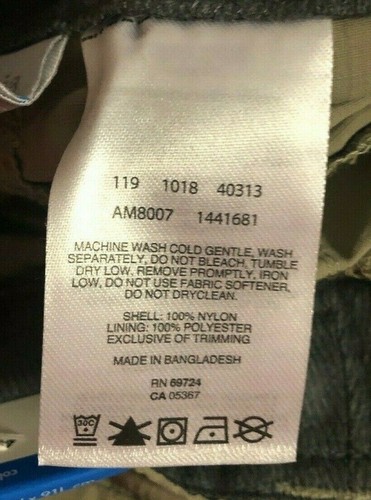 119 1018 40313
AM8007 1441681
MACHINE WASH COLD GENTLE, WASH
SEPARATELY, DO NOT BLEACH, TUMBLE
DRY LOW, REMOVE PROMPTLY, IRON
LOW, DO NOT USE FABRIC SOFTENER,
DO NOT DRYCLEAN.
SHELL: 100% NYLON
LINING: 100% POLYESTER
EXCLUSIVE OF TRIMMING
MADE IN BANGLADESH
RN 69724
CA 05367
30C